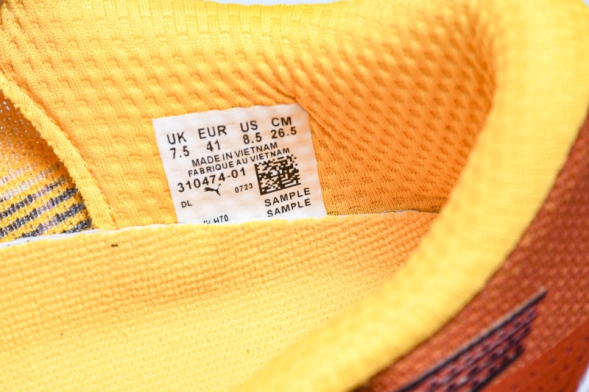 UK EUR US CM
7.5 41 8.5 26.5
MADE IN VIETNAM
FABRIQUE AU VIETNAM
310474-01
DL 0723
SAMPLE
SAMPLE
H70